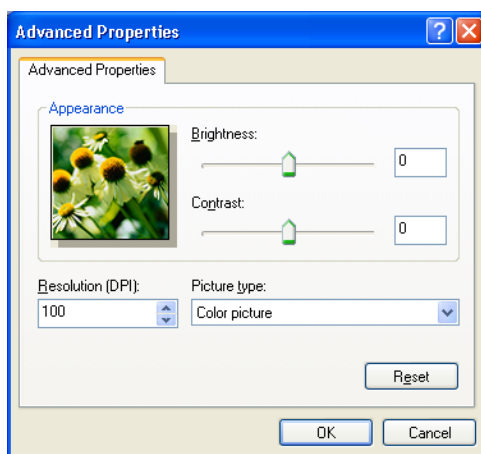 Advanced Properties
Advanced Properties
Appearance
Brightness:
0
Contrast:
0
Resolution (DPI):
Picture type:
100
Color picture
Reset
OK
Cancel